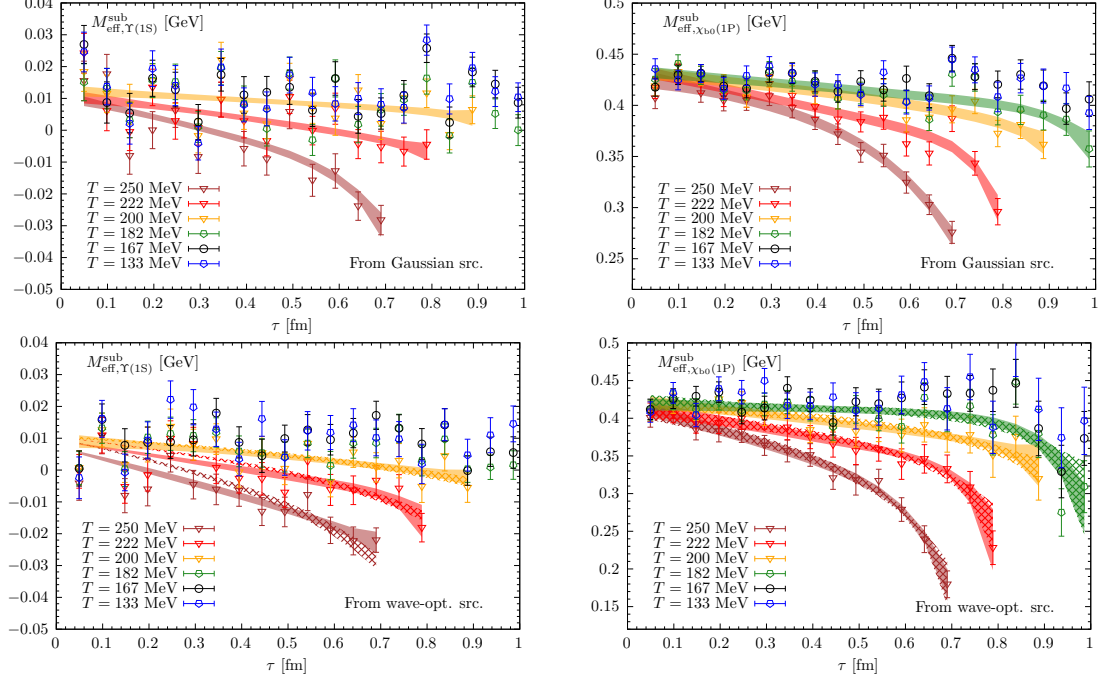 0.04
0.03
0.02
0.01
0
−0.01
−0.02
−0.03
−0.04
−0.05
M^sub_eff,Υ(1S) [GeV]
T = 250 MeV
T = 222 MeV
T = 200 MeV
T = 182 MeV
T = 167 MeV
T = 133 MeV
From Gaussian src.
0 0.1 0.2 0.3 0.4 0.5 0.6 0.7 0.8 0.9 1
τ [fm]
0.45
0.4
0.35
0.3
0.25
M^sub_eff,χb0(1P) [GeV]
T = 250 MeV
T = 222 MeV
T = 200 MeV
T = 182 MeV
T = 167 MeV
T = 133 MeV
From Gaussian src.
0 0.1 0.2 0.3 0.4 0.5 0.6 0.7 0.8 0.9 1
τ [fm]
0.04
0.03
0.02
0.01
0
−0.01
−0.02
−0.03
−0.04
−0.05
M^sub_eff,Υ(1S) [GeV]
T = 250 MeV
T = 222 MeV
T = 200 MeV
T = 182 MeV
T = 167 MeV
T = 133 MeV
From wave-opt. src.
0 0.1 0.2 0.3 0.4 0.5 0.6 0.7 0.8 0.9 1
τ [fm]
0.5
0.45
0.4
0.35
0.3
0.25
0.2
0.15
M^sub_eff,χb0(1P) [GeV]
T = 250 MeV
T = 222 MeV
T = 200 MeV
T = 182 MeV
T = 167 MeV
T = 133 MeV
From wave-opt. src.
0 0.1 0.2 0.3 0.4 0.5 0.6 0.7 0.8 0.9 1
τ [fm]